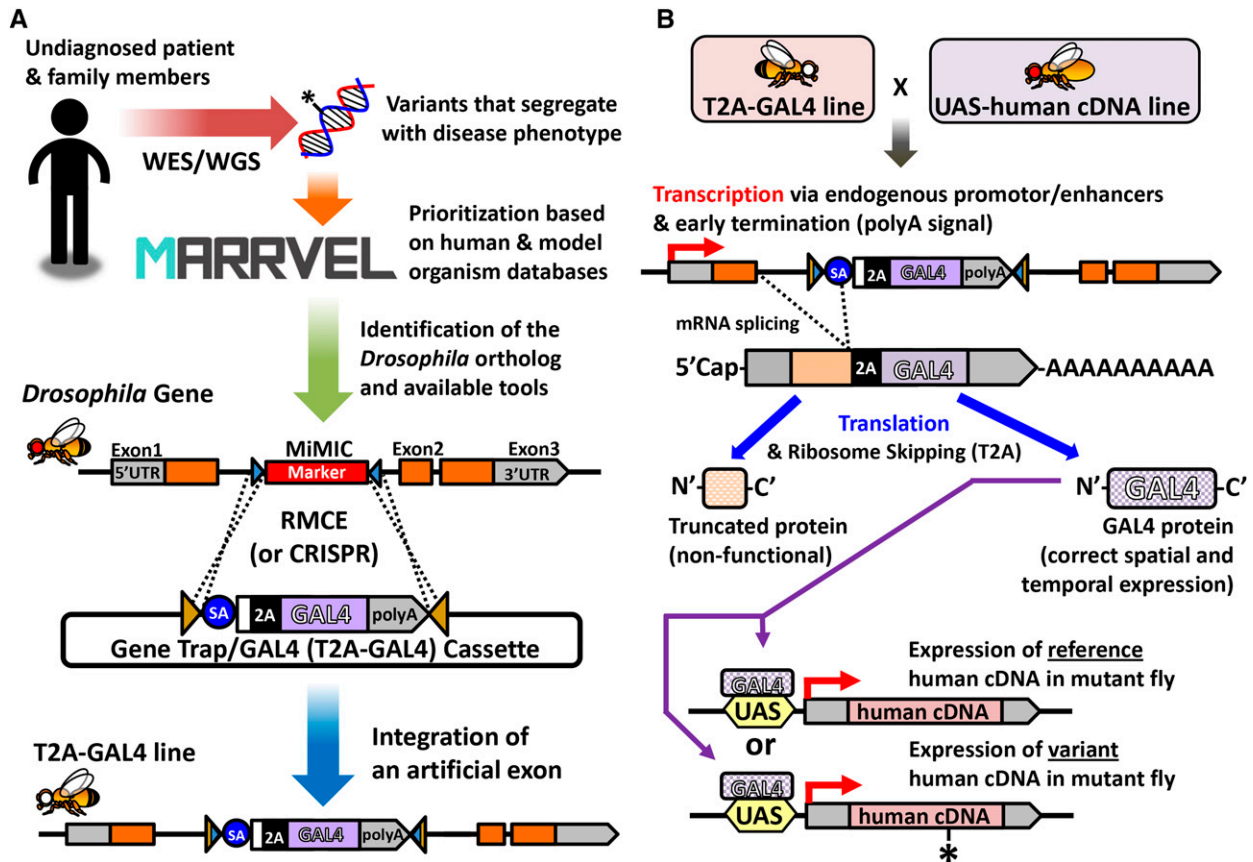 A
Undiagnosed patient
& family members
*
WES/WGS
Variants that segregate
with disease phenotype
MARRVEL
Prioritization based
on human & model
organism databases
Identification of the
Drosophila ortholog
and available tools
Drosophila Gene
Exon1
MiMIC
Exon2
Exon3
5'UTR
Marker
3'UTR
RMCE
(or CRISPR)
SA
2A
GAL4
polyA
Gene Trap/GAL4 (T2A-GAL4) Cassette
T2A-GAL4 line
Integration of
an artificial exon
SA
2A
GAL4
polyA
B
T2A-GAL4 line
X
UAS-human cDNA line
Transcription via endogenous promotor/enhancers
& early termination (polyA signal)
SA
2A
GAL4
polyA
mRNA splicing
5'Cap
2A
GAL4
-AAAAAAAAAA
Translation
& Ribosome Skipping (T2A)
N'
C'
Truncated protein
(non-functional)
N'
GAL4
C'
GAL4 protein
(correct spatial and
temporal expression)
Expression of reference
human cDNA in mutant fly
GAL4
UAS
human cDNA
or
Expression of variant
human cDNA in mutant fly
GAL4
UAS
human cDNA
*